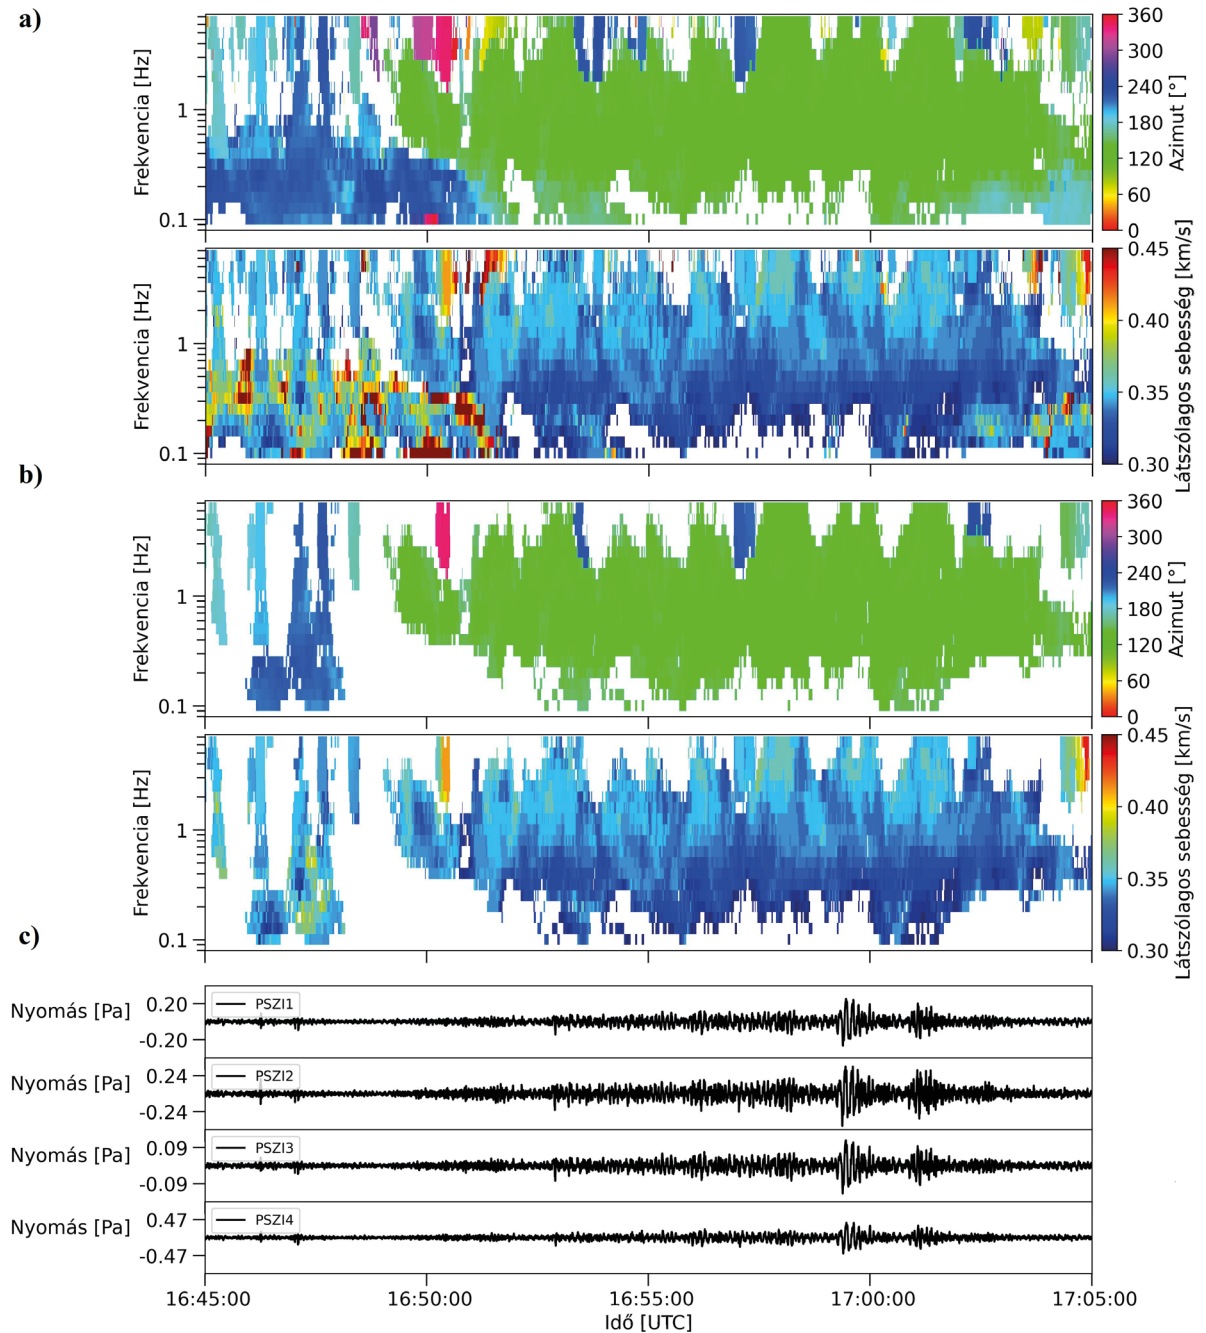 a)
Frekvencia [Hz]
1
0.1
360
300
240
180
120
60
0
Azimut [°]
Frekvencia [Hz]
1
0.1
0.45
0.40
0.35
0.30
Látszólagos sebesség [km/s]
b)
Frekvencia [Hz]
1
0.1
360
300
240
180
120
60
0
Azimut [°]
Frekvencia [Hz]
1
0.1
0.45
0.40
0.35
0.30
Látszólagos sebesség [km/s]
c)
Nyomás [Pa]
0.20
-0.20
PSZI1
Nyomás [Pa]
0.24
-0.24
PSZI2
Nyomás [Pa]
0.09
-0.09
PSZI3
Nyomás [Pa]
0.47
-0.47
PSZI4
16:45:00 16:50:00 16:55:00 17:00:00 17:05:00
Idő [UTC]